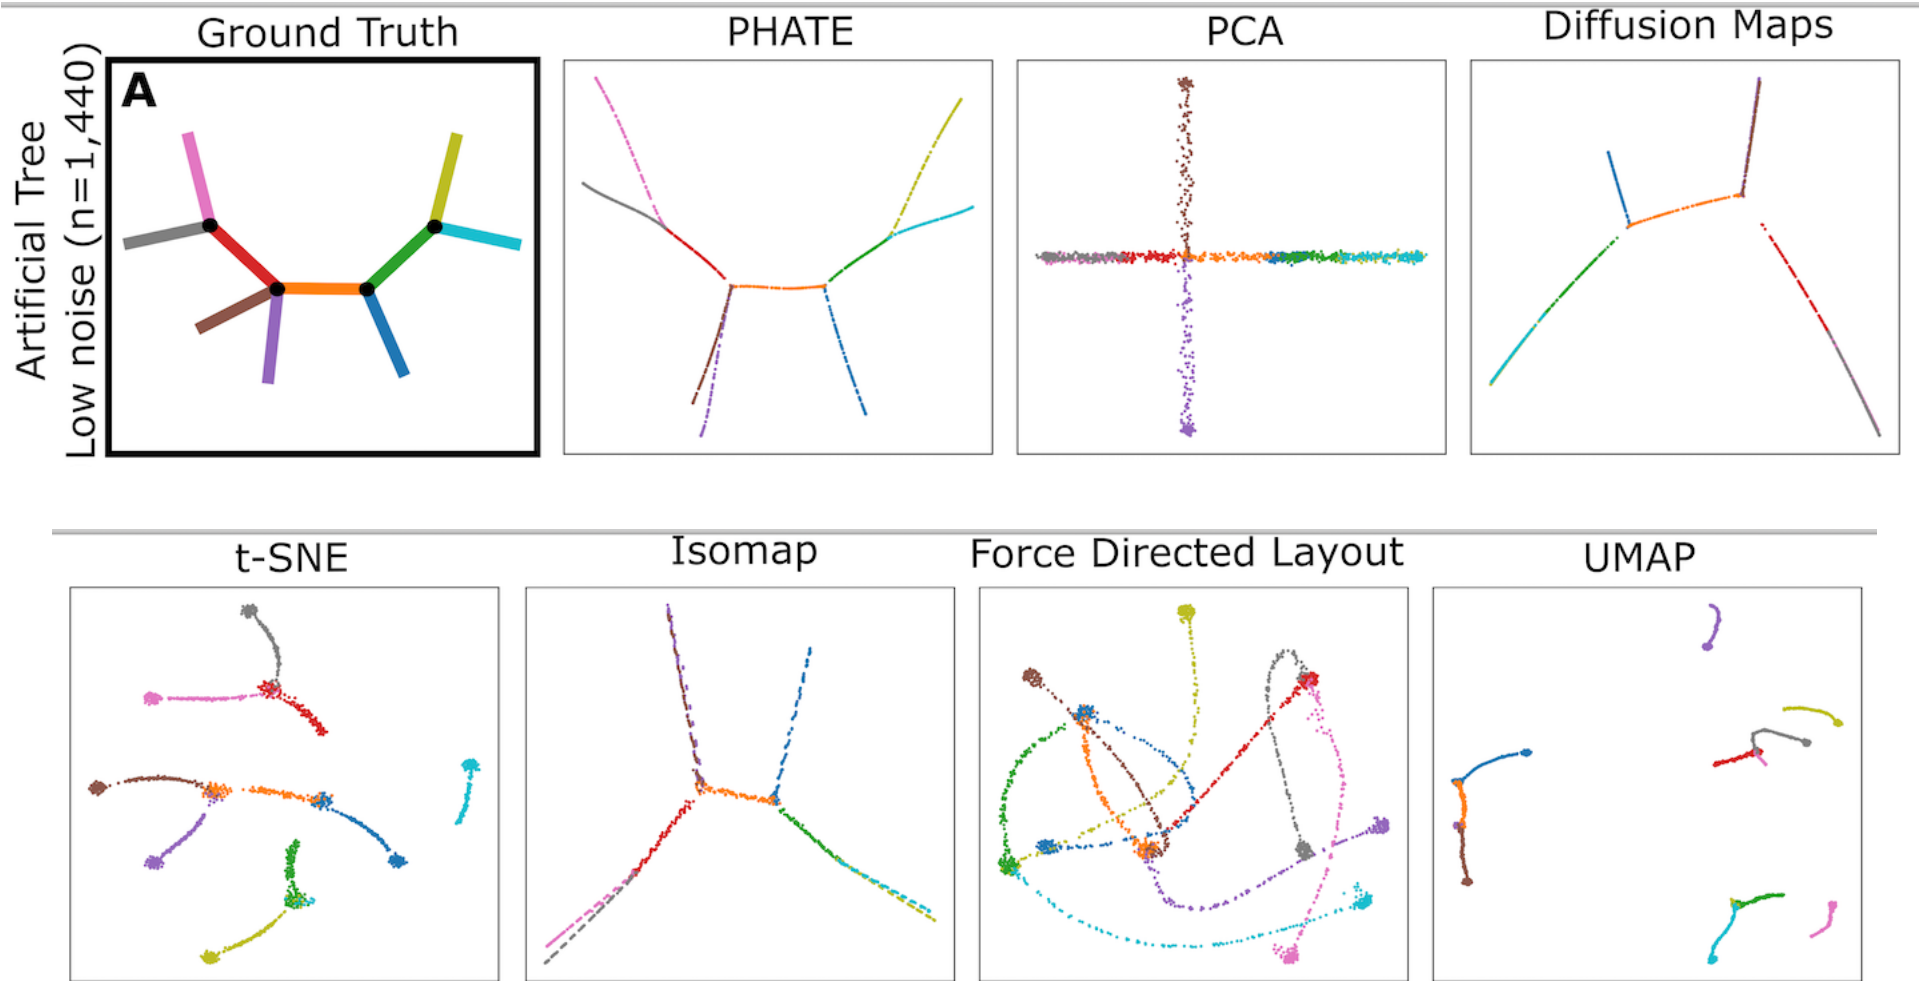 Ground Truth
PHATE
PCA
Diffusion Maps
Artificial Tree
Low noise (n=1,440)
A
t-SNE
Isomap
Force Directed Layout
UMAP